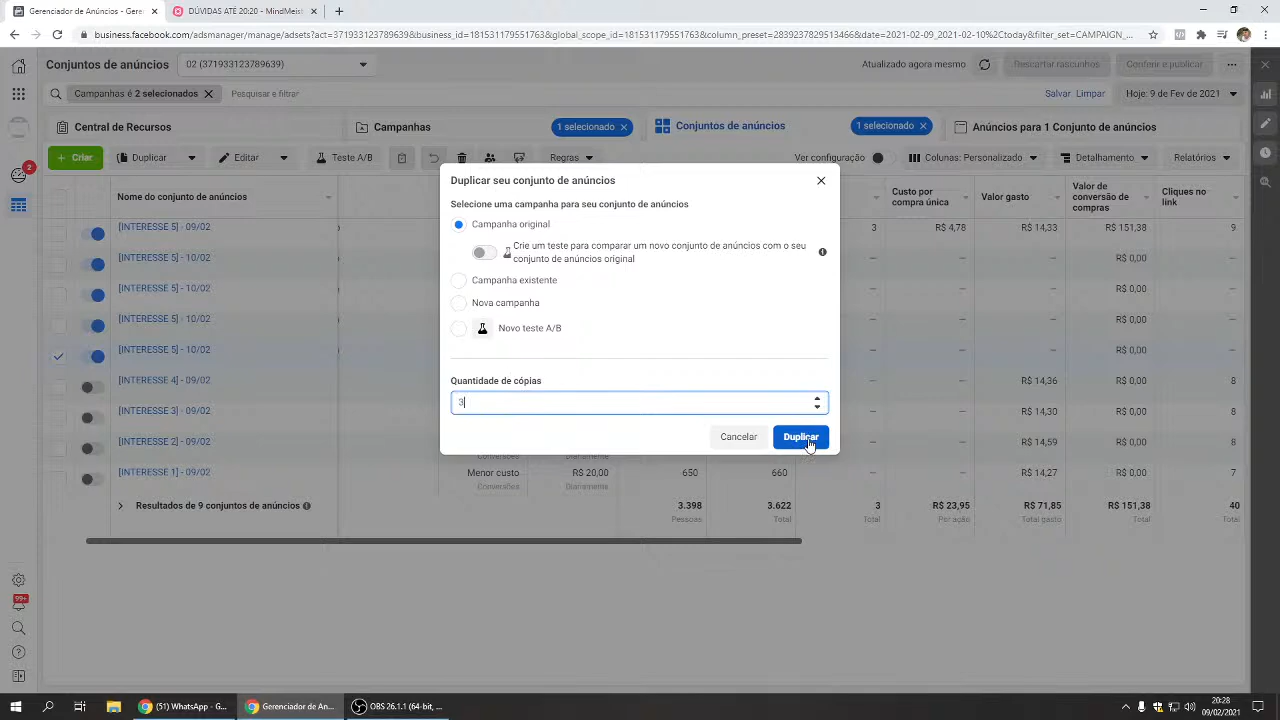 Gerenciador de Anúncios - Geren
DÚVIDAS ATÉ 20:20 - MindMeister
business.facebook.com/adsmanager/manage/adsets?act=371933123789639&business_id=181531179551763&global_scope_id=181531179551763&column_preset=23839238729513466&date=2021-02-09_2021-02-10%2Ctoday&filter_set=CAMPAIGN_...
Conjuntos de anúncios
02 (371933123789639)
Atualizado agora mesmo
Descartar rascunhos
Conferir e publicar
Campanhas é 2 selecionados
Pesquisar e filtrar
Salvar
Limpar
Hoje: 9 de Fev de 2021
Central de Recursos
Campanhas
1 selecionado
Conjuntos de anúncios
1 selecionado
Anúncios para 1 Conjunto de anúncios
+ Criar
Duplicar
Editar
Teste A/B
Regras
Ver configuração
Colunas: Personalizado
Detalhamento
Relatórios
2
Nome do conjunto de anúncios
Custo por compra única
Valor gasto
Valor de conversão de compras
Cliques no link
[INTERESSE 5] - 09/02
3
R$ 4,78
R$ 14,33
R$ 151,38
9
[INTERESSE 5] - 10/02
—
—
—
R$ 0,00
—
[INTERESSE 5] - 10/02
—
—
—
R$ 0,00
—
[INTERESSE 5] - 10/02
—
—
—
R$ 0,00
—
[INTERESSE 5] - 10/02
—
—
—
R$ 0,00
—
[INTERESSE 4] - 09/02
—
—
R$ 14,36
R$ 0,00
8
[INTERESSE 3] - 09/02
—
—
R$ 14,30
R$ 0,00
8
[INTERESSE 2] - 09/02
—
—
R$ 14,59
R$ 0,00
8
Conversões
Diariamente
[INTERESSE 1] - 09/02
Menor custo
Conversões
R$ 20,00
Diariamente
650
660
—
—
R$ 14,27
R$ 0,00
7
Resultados de 9 conjuntos de anúncios
3.398
Pessoas
3.622
Total
3
Total
R$ 23,95
Por ação
R$ 71,85
Total gasto
R$ 151,38
Total
40
Total
Duplicar seu conjunto de anúncios
Selecione uma campanha para seu conjunto de anúncios
Campanha original
Crie um teste para comparar um novo conjunto de anúncios com o seu
conjunto de anúncios original
Campanha existente
Nova campanha
Novo teste A/B
Quantidade de cópias
3
Cancelar
Duplicar
99+
(51) WhatsApp - G...
Gerenciador de An...
OBS 26.1.1 (64-bit, ...
20:28
09/02/2021